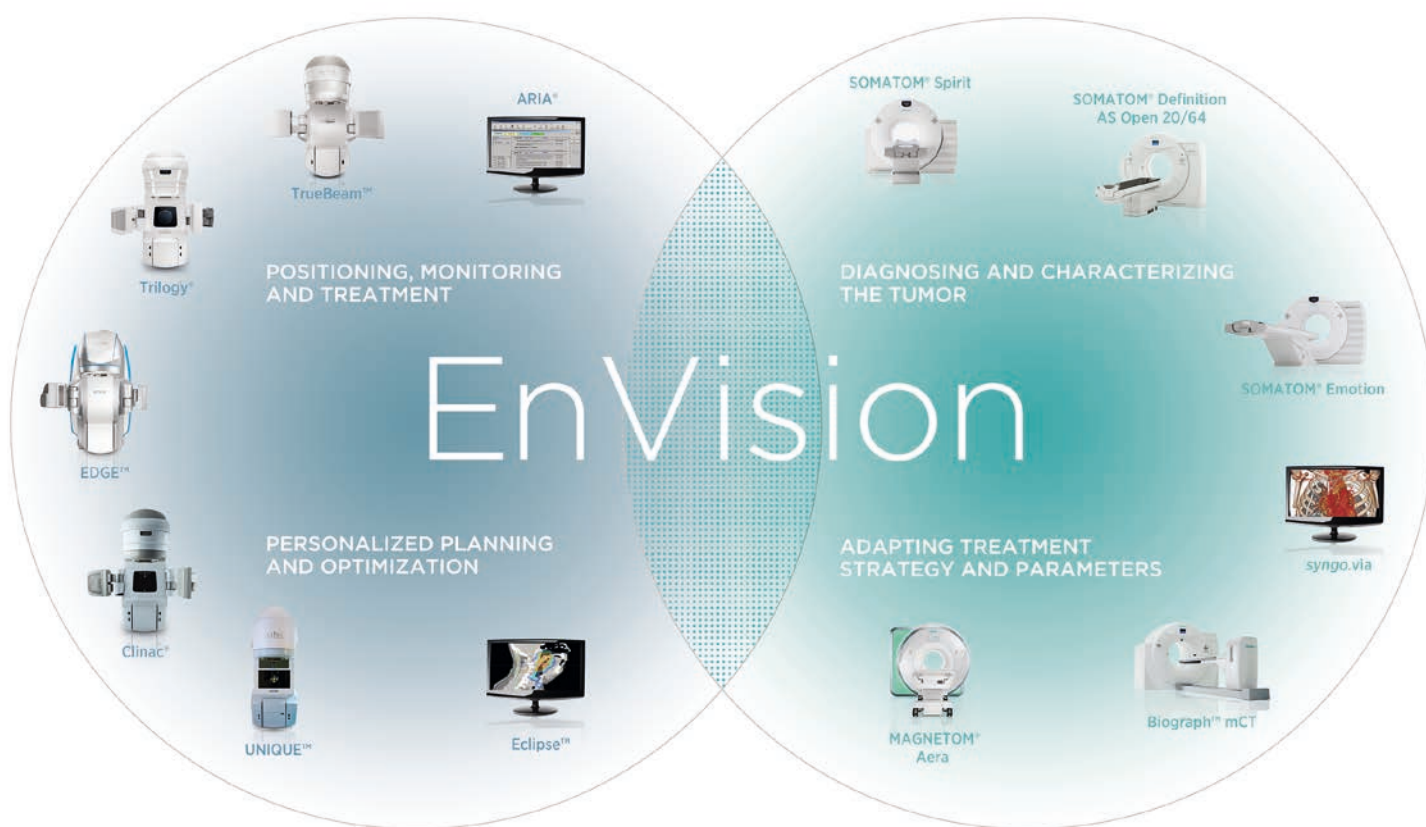 ARIA®
TrueBeam™
Trilogy®
POSITIONING, MONITORING
AND TREATMENT
EDGE™
PERSONALIZED PLANNING
AND OPTIMIZATION
Clinac®
UNIQUE™
Eclipse™
EnVision
SOMATOM® Spirit
SOMATOM® Definition
AS Open 20/64
DIAGNOSING AND CHARACTERIZING
THE TUMOR
SOMATOM® Emotion
syngo.via
ADAPTING TREATMENT
STRATEGY AND PARAMETERS
MAGNETOM®
Aera
Biograph™ mCT